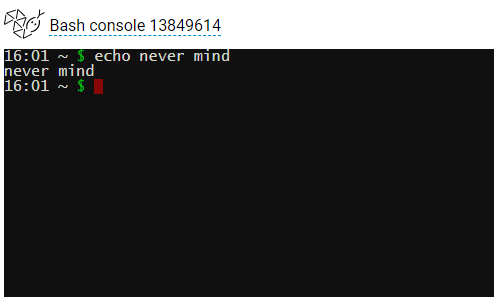 Bash console 13849614
16:01 ~ $ echo never mind
never mind
16:01 ~ $